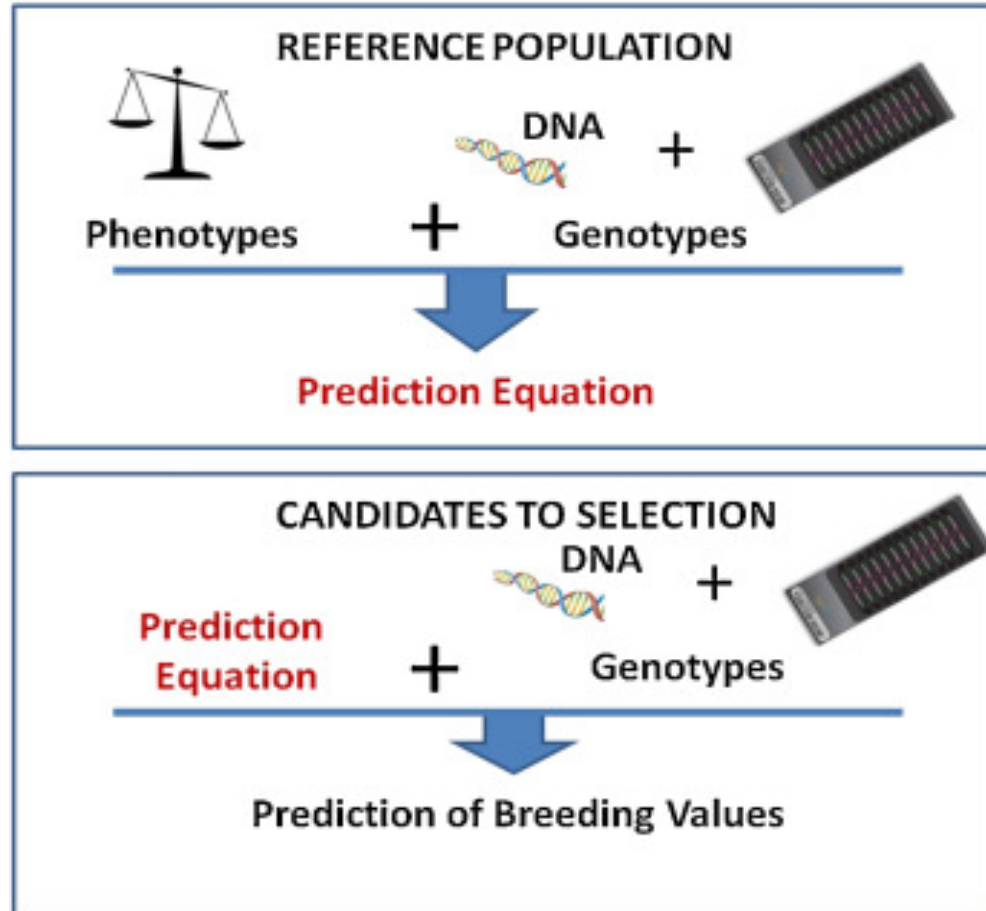 REFERENCE POPULATION
DNA +
Phenotypes + Genotypes
Prediction Equation
CANDIDATES TO SELECTION
DNA +
Prediction
Equation + Genotypes
Prediction of Breeding Values